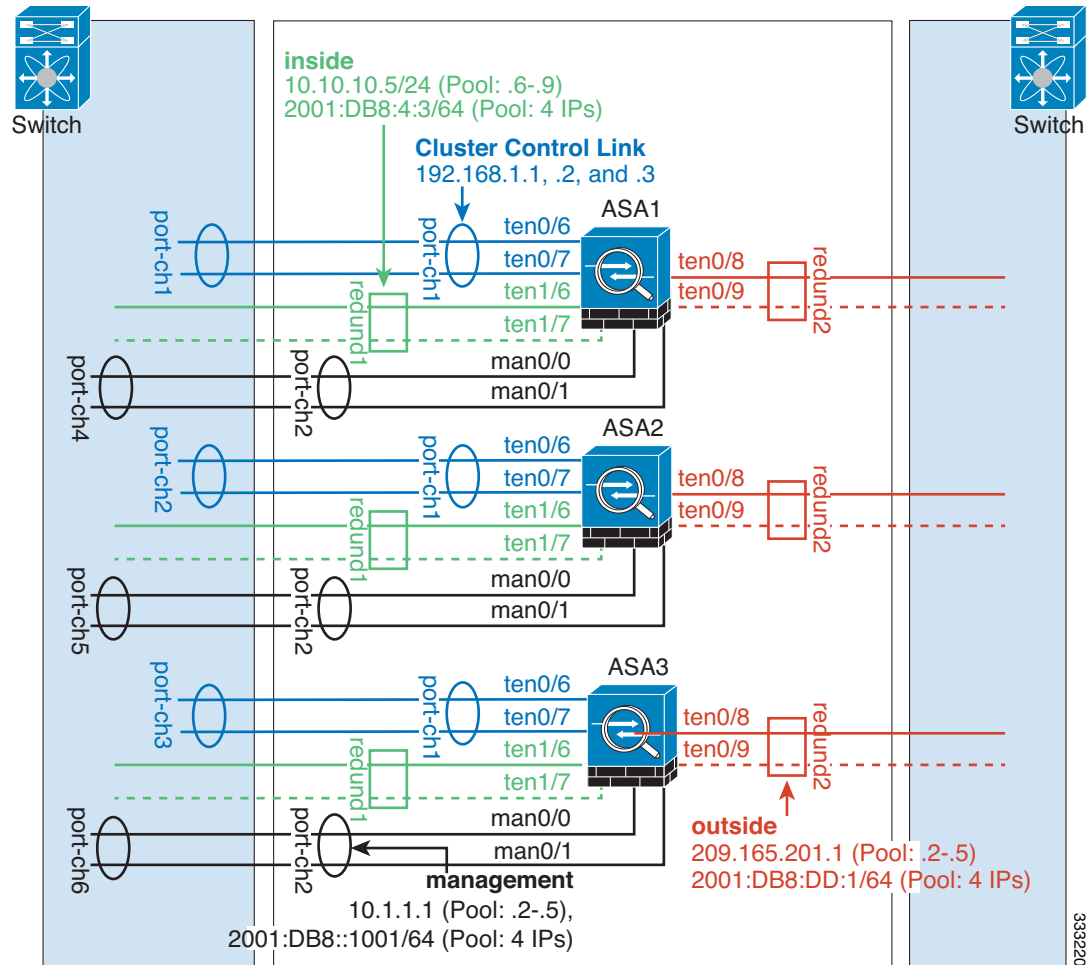 Switch
Switch
inside
10.10.10.5/24 (Pool: .6-.9)
2001:DB8:4:3/64 (Pool: 4 IPs)
Cluster Control Link
192.168.1.1, .2, and .3
ASA1
port-ch1
port-ch1
ten0/6
ten0/7
ten1/6
ten1/7
redund1
ten0/8
ten0/9
redund2
man0/0
man0/1
port-ch4
port-ch2
ASA2
port-ch2
port-ch1
ten0/6
ten0/7
ten1/6
ten1/7
redund1
ten0/8
ten0/9
redund2
man0/0
man0/1
port-ch5
port-ch2
ASA3
port-ch3
port-ch1
ten0/6
ten0/7
ten1/6
ten1/7
redund1
ten0/8
ten0/9
redund2
man0/0
man0/1
port-ch6
port-ch2
management
10.1.1.1 (Pool: .2-.5),
2001:DB8::1001/64 (Pool: 4 IPs)
outside
209.165.201.1 (Pool: .2-.5)
2001:DB8:DD:1/64 (Pool: 4 IPs)
333220